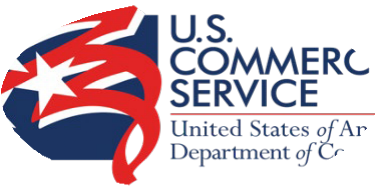 U.S.
COMMERC
SERVICE
United States of Ar
Department of Co